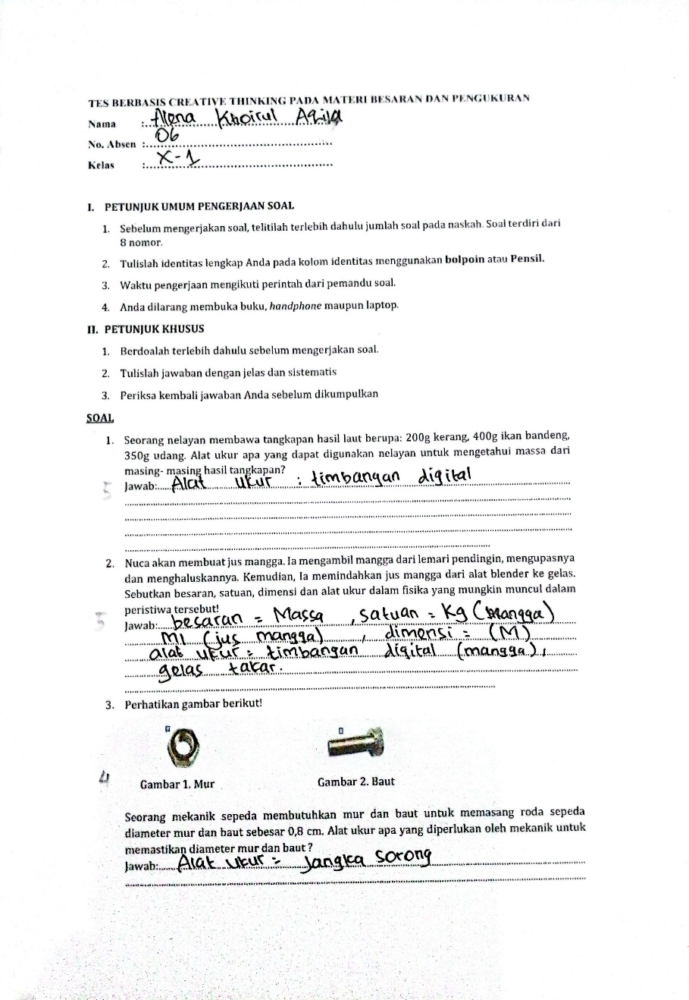 TES BERBASIS CREATIVE THINKING PADA MATERI BESARAN DAN PENGUKURAN
Nama :. Alena Khoirul Aqila
No. Absen :. 06
Kelas :. X-1
I. PETUNJUK UMUM PENGERJAAN SOAL
1. Sebelum mengerjakan soal, telitilah terlebih dahulu jumlah soal pada naskah. Soal terdiri dari
8 nomor.
2. Tulislah identitas lengkap Anda pada kolom identitas menggunakan bolpoin atau Pensil.
3. Waktu pengerjaan mengikuti perintah dari pemandu soal.
4. Anda dilarang membuka buku, handphone maupun laptop.
II. PETUNJUK KHUSUS
1. Berdoalah terlebih dahulu sebelum mengerjakan soal.
2. Tulislah jawaban dengan jelas dan sistematis
3. Periksa kembali jawaban Anda sebelum dikumpulkan
SOAL
1. Seorang nelayan membawa tangkapan hasil laut berupa: 200g kerang, 400g ikan bandeng,
350g udang. Alat ukur apa yang dapat digunakan nelayan untuk mengetahui massa dari
masing- masing hasil tangkapan?
5 Jawab: Alat ukur : timbangan digital
2. Nuca akan membuat jus mangga. Ia mengambil mangga dari lemari pendingin, mengupasnya
dan menghaluskannya. Kemudian, Ia memindahkan jus mangga dari alat blender ke gelas.
Sebutkan besaran, satuan, dimensi dan alat ukur dalam fisika yang mungkin muncul dalam
peristiwa tersebut!
5 Jawab: besaran = Massa , satuan = Kg (Mangga)
Ml (jus mangga) , dimensi = (M)
alat ukur = timbangan digital (mangga) ,
gelas takar.
3. Perhatikan gambar berikut!
4
Gambar 1. Mur Gambar 2. Baut
Seorang mekanik sepeda membutuhkan mur dan baut untuk memasang roda sepeda
diameter mur dan baut sebesar 0,8 cm. Alat ukur apa yang diperlukan oleh mekanik untuk
memastikan diameter mur dan baut?
Jawab: Alat ukur = jangka sorong